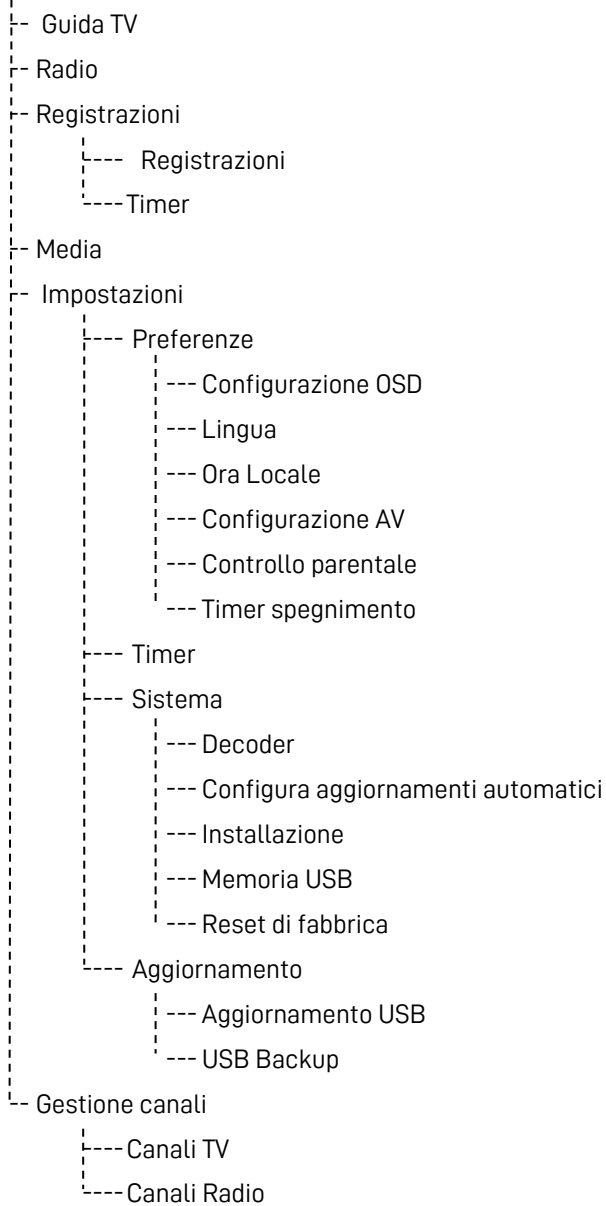 Guida TV
Radio
Registrazioni
Registrazioni
Timer
Media
Impostazioni
Preferenze
Configurazione OSD
Lingua
Ora Locale
Configurazione AV
Controllo parentale
Timer spegnimento
Timer
Sistema
Decoder
Configura aggiornamenti automatici
Installazione
Memoria USB
Reset di fabbrica
Aggiornamento
Aggiornamento USB
USB Backup
Gestione canali
Canali TV
Canali Radio